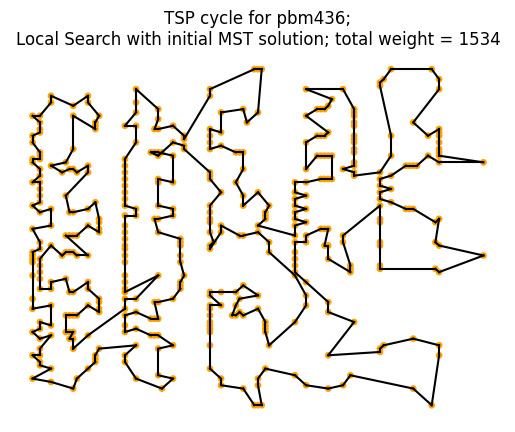 TSP cycle for pbm436;
Local Search with initial MST solution; total weight = 1534